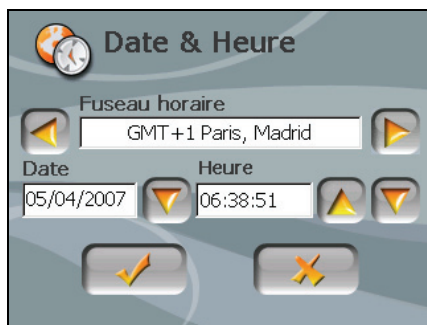 Date & Heure
Fuseau horaire
GMT+1 Paris, Madrid
Date Heure
05/04/2007 06:38:51